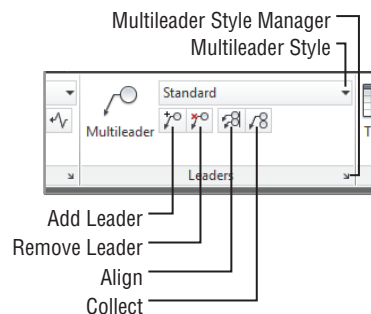 Multileader Style Manager
Multileader Style
Standard
Multileader
T
Leaders
Add Leader
Remove Leader
Align
Collect